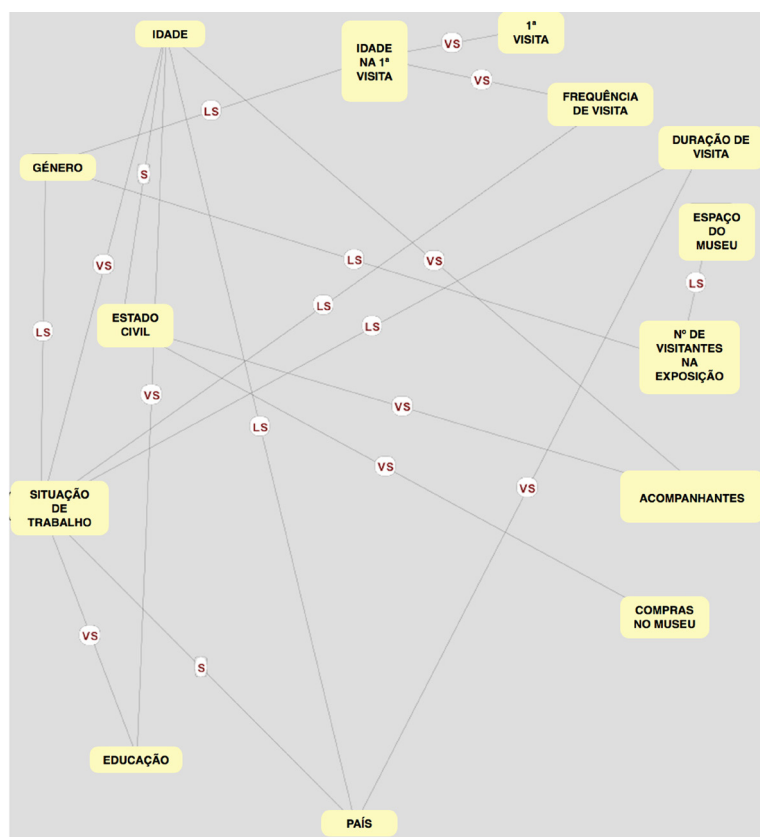 IDADE
IDADE
NA 1ª
VISITA
VS
1ª
VISITA
VS
FREQUÊNCIA
DE VISITA
LS
DURAÇÃO DE
VISITA
GÉNERO
S
ESPAÇO
DO
MUSEU
VS
LS
VS
LS
LS
ESTADO
CIVIL
LS
LS
LS
Nº DE
VISITANTES
NA
EXPOSIÇÃO
VS
VS
LS
VS
VS
SITUAÇÃO
DE
TRABALHO
ACOMPANHANTES
COMPRAS
NO MUSEU
VS
S
EDUCAÇÃO
PAÍS